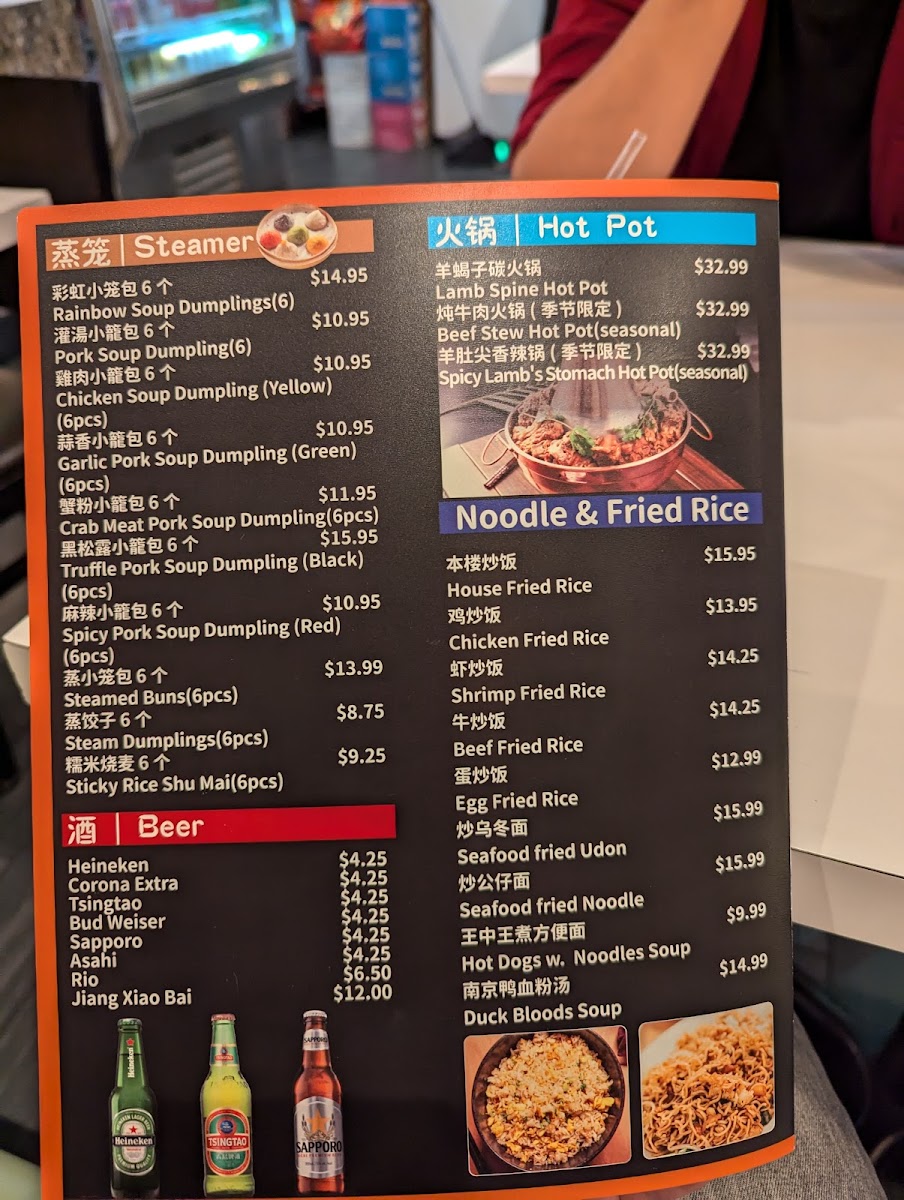 蒸笼 | Steamer
彩虹小笼包 6 个 $14.95
Rainbow Soup Dumplings(6)
灌湯小籠包 6 个 $10.95
Pork Soup Dumpling(6)
雞肉小籠包 6 个 $10.95
Chicken Soup Dumpling (Yellow)
(6pcs)
蒜香小籠包 6 个 $10.95
Garlic Pork Soup Dumpling (Green)
(6pcs)
蟹粉小籠包 6 个 $11.95
Crab Meat Pork Soup Dumpling(6pcs)
黑松露小籠包 6 个 $15.95
Truffle Pork Soup Dumpling (Black)
(6pcs)
麻辣小籠包 6 个 $10.95
Spicy Pork Soup Dumpling (Red)
(6pcs)
蒸小笼包 6 个 $13.99
Steamed Buns(6pcs)
蒸饺子 6 个 $8.75
Steam Dumplings(6pcs)
糯米烧麦 6 个 $9.25
Sticky Rice Shu Mai(6pcs)
酒 | Beer
Heineken $4.25
Corona Extra $4.25
Tsingtao $4.25
Bud Weiser $4.25
Sapporo $4.25
Asahi $4.25
Rio $6.50
Jiang Xiao Bai $12.00
Heineken
Heineken
TSINGTAO
SAPPORO
SAPPORO
火锅 | Hot Pot
羊蝎子碳火锅 $32.99
Lamb Spine Hot Pot
炖牛肉火锅 ( 季节限定 ) $32.99
Beef Stew Hot Pot(seasonal)
羊肚尖香辣锅 ( 季节限定 ) $32.99
Spicy Lamb's Stomach Hot Pot(seasonal)
Noodle & Fried Rice
本楼炒饭 $15.95
House Fried Rice
鸡炒饭 $13.95
Chicken Fried Rice
虾炒饭 $14.25
Shrimp Fried Rice
牛炒饭 $14.25
Beef Fried Rice
蛋炒饭 $12.99
Egg Fried Rice
炒乌冬面 $15.99
Seafood fried Udon
炒公仔面 $15.99
Seafood fried Noodle
王中王煮方便面 $9.99
Hot Dogs w. Noodles Soup
南京鸭血粉汤 $14.99
Duck Bloods Soup